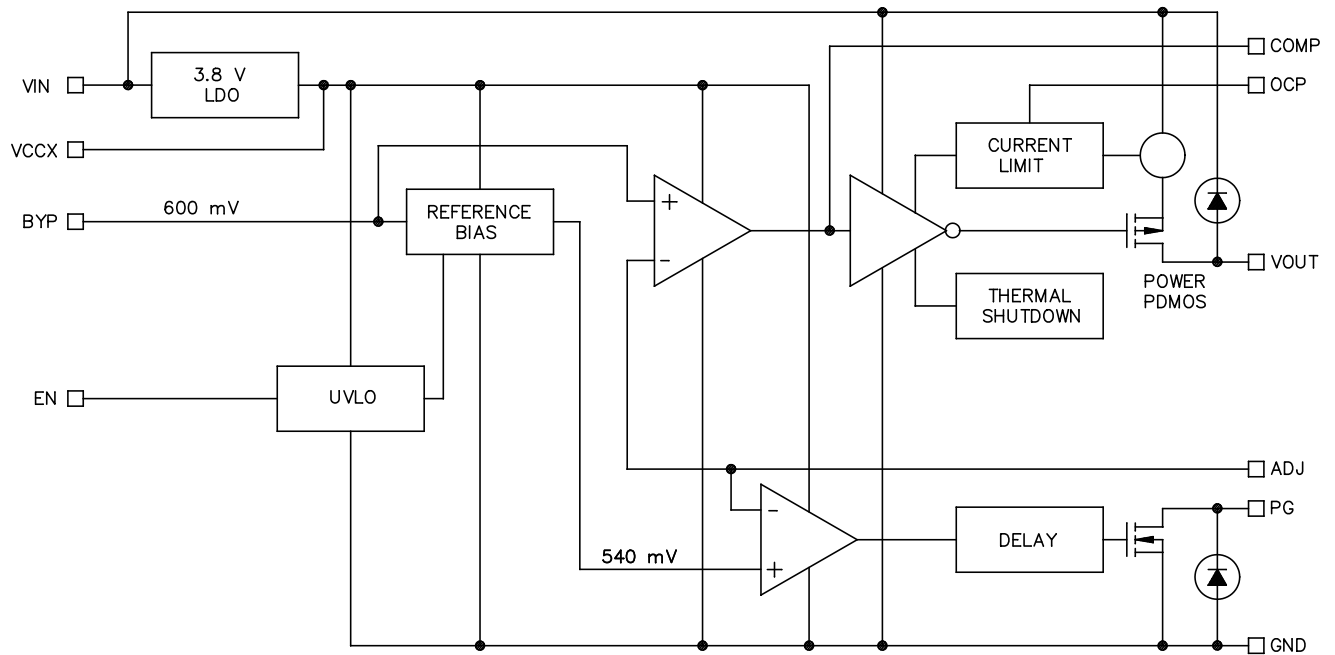 COMP
3.8 V
LDO
VIN
OCP
VCCX
CURRENT
LIMIT
600 mV
BYP
REFERENCE
BIAS
+
−
VOUT
POWER
PDMOS
THERMAL
SHUTDOWN
EN
UVLO
ADJ
PG
−
DELAY
540 mV
+
GND